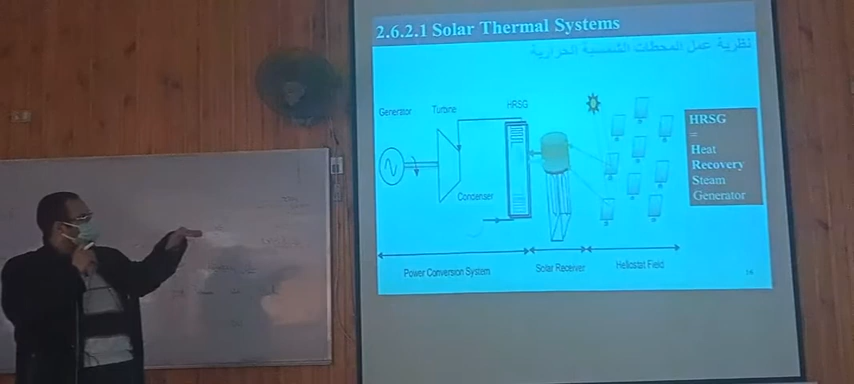 2.6.2.1 Solar Thermal Systems
نظرية عمل المحطات الشمسية الحرارية
Generator
Turbine
HRSG
Condenser
HRSG
=
Heat
Recovery
Steam
Generator
Power Conversion System
Solar Receiver
Heliostat Field
16